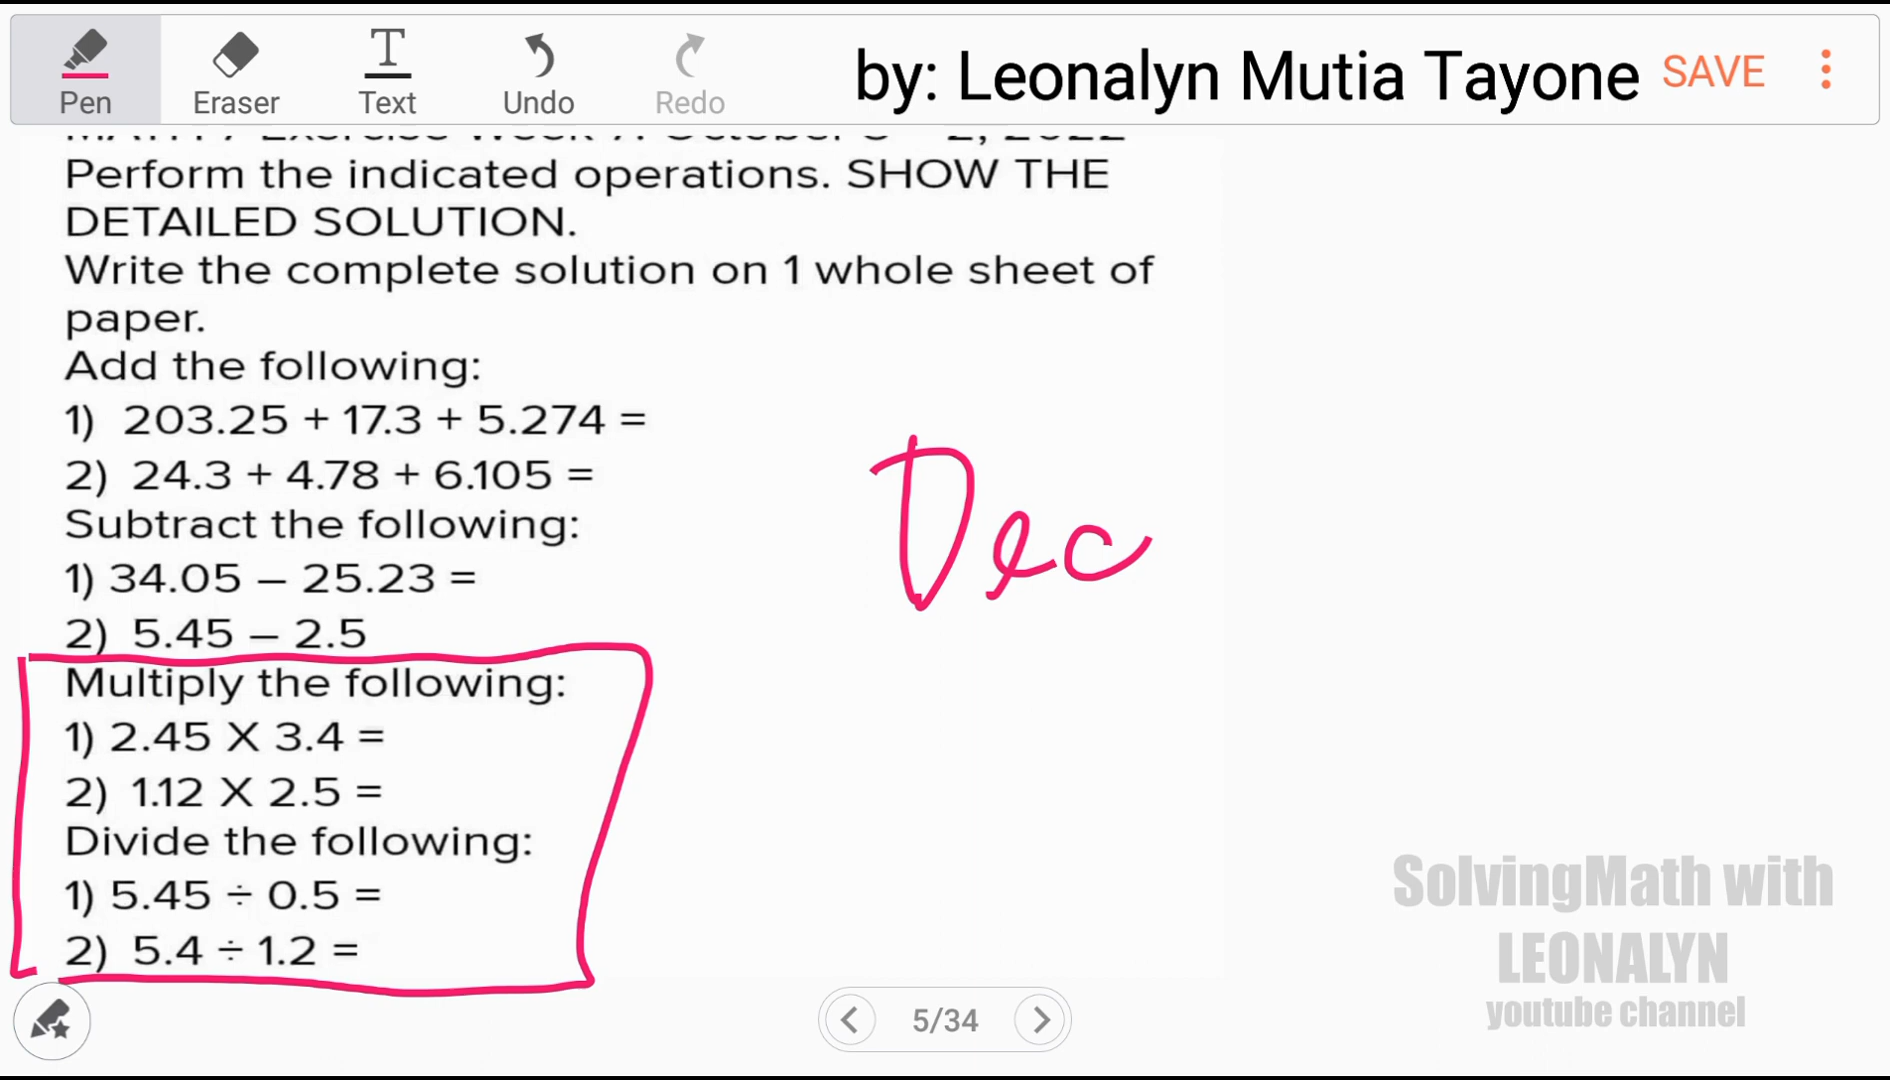 Pen
Eraser
Text
Undo
Redo
by: Leonalyn Mutia Tayone
SAVE
Perform the indicated operations. SHOW THE
DETAILED SOLUTION.
Write the complete solution on 1 whole sheet of
paper.
Add the following:
1) 203.25 + 17.3 + 5.274 =
2) 24.3 + 4.78 + 6.105 =
Subtract the following:
1) 34.05 – 25.23 =
2) 5.45 – 2.5
Dec
Multiply the following:
1) 2.45 X 3.4 =
2) 1.12 X 2.5 =
Divide the following:
1) 5.45 ÷ 0.5 =
2) 5.4 ÷ 1.2 =
SolvingMath with
LEONALYN
youtube channel
5/34